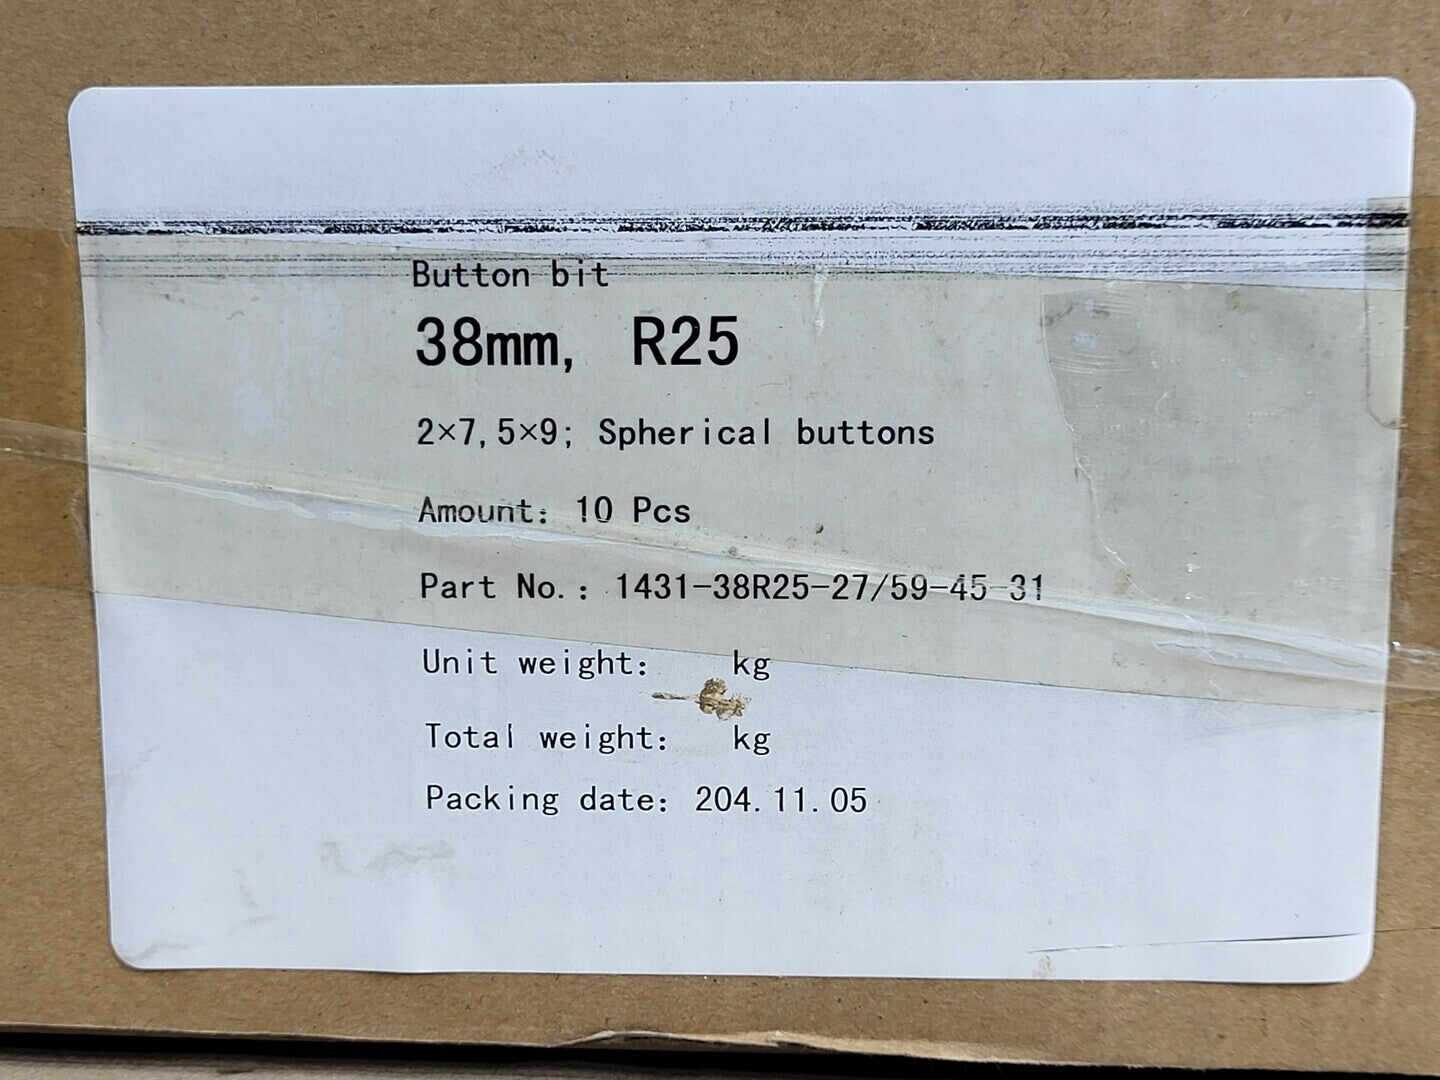 Button bit
38mm, R25
2×7,5×9; Spherical buttons
Amount: 10 Pcs
Part No.: 1431-38R25-27/59-45-31
Unit weight: kg
Total weight: kg
Packing date: 204.11.05